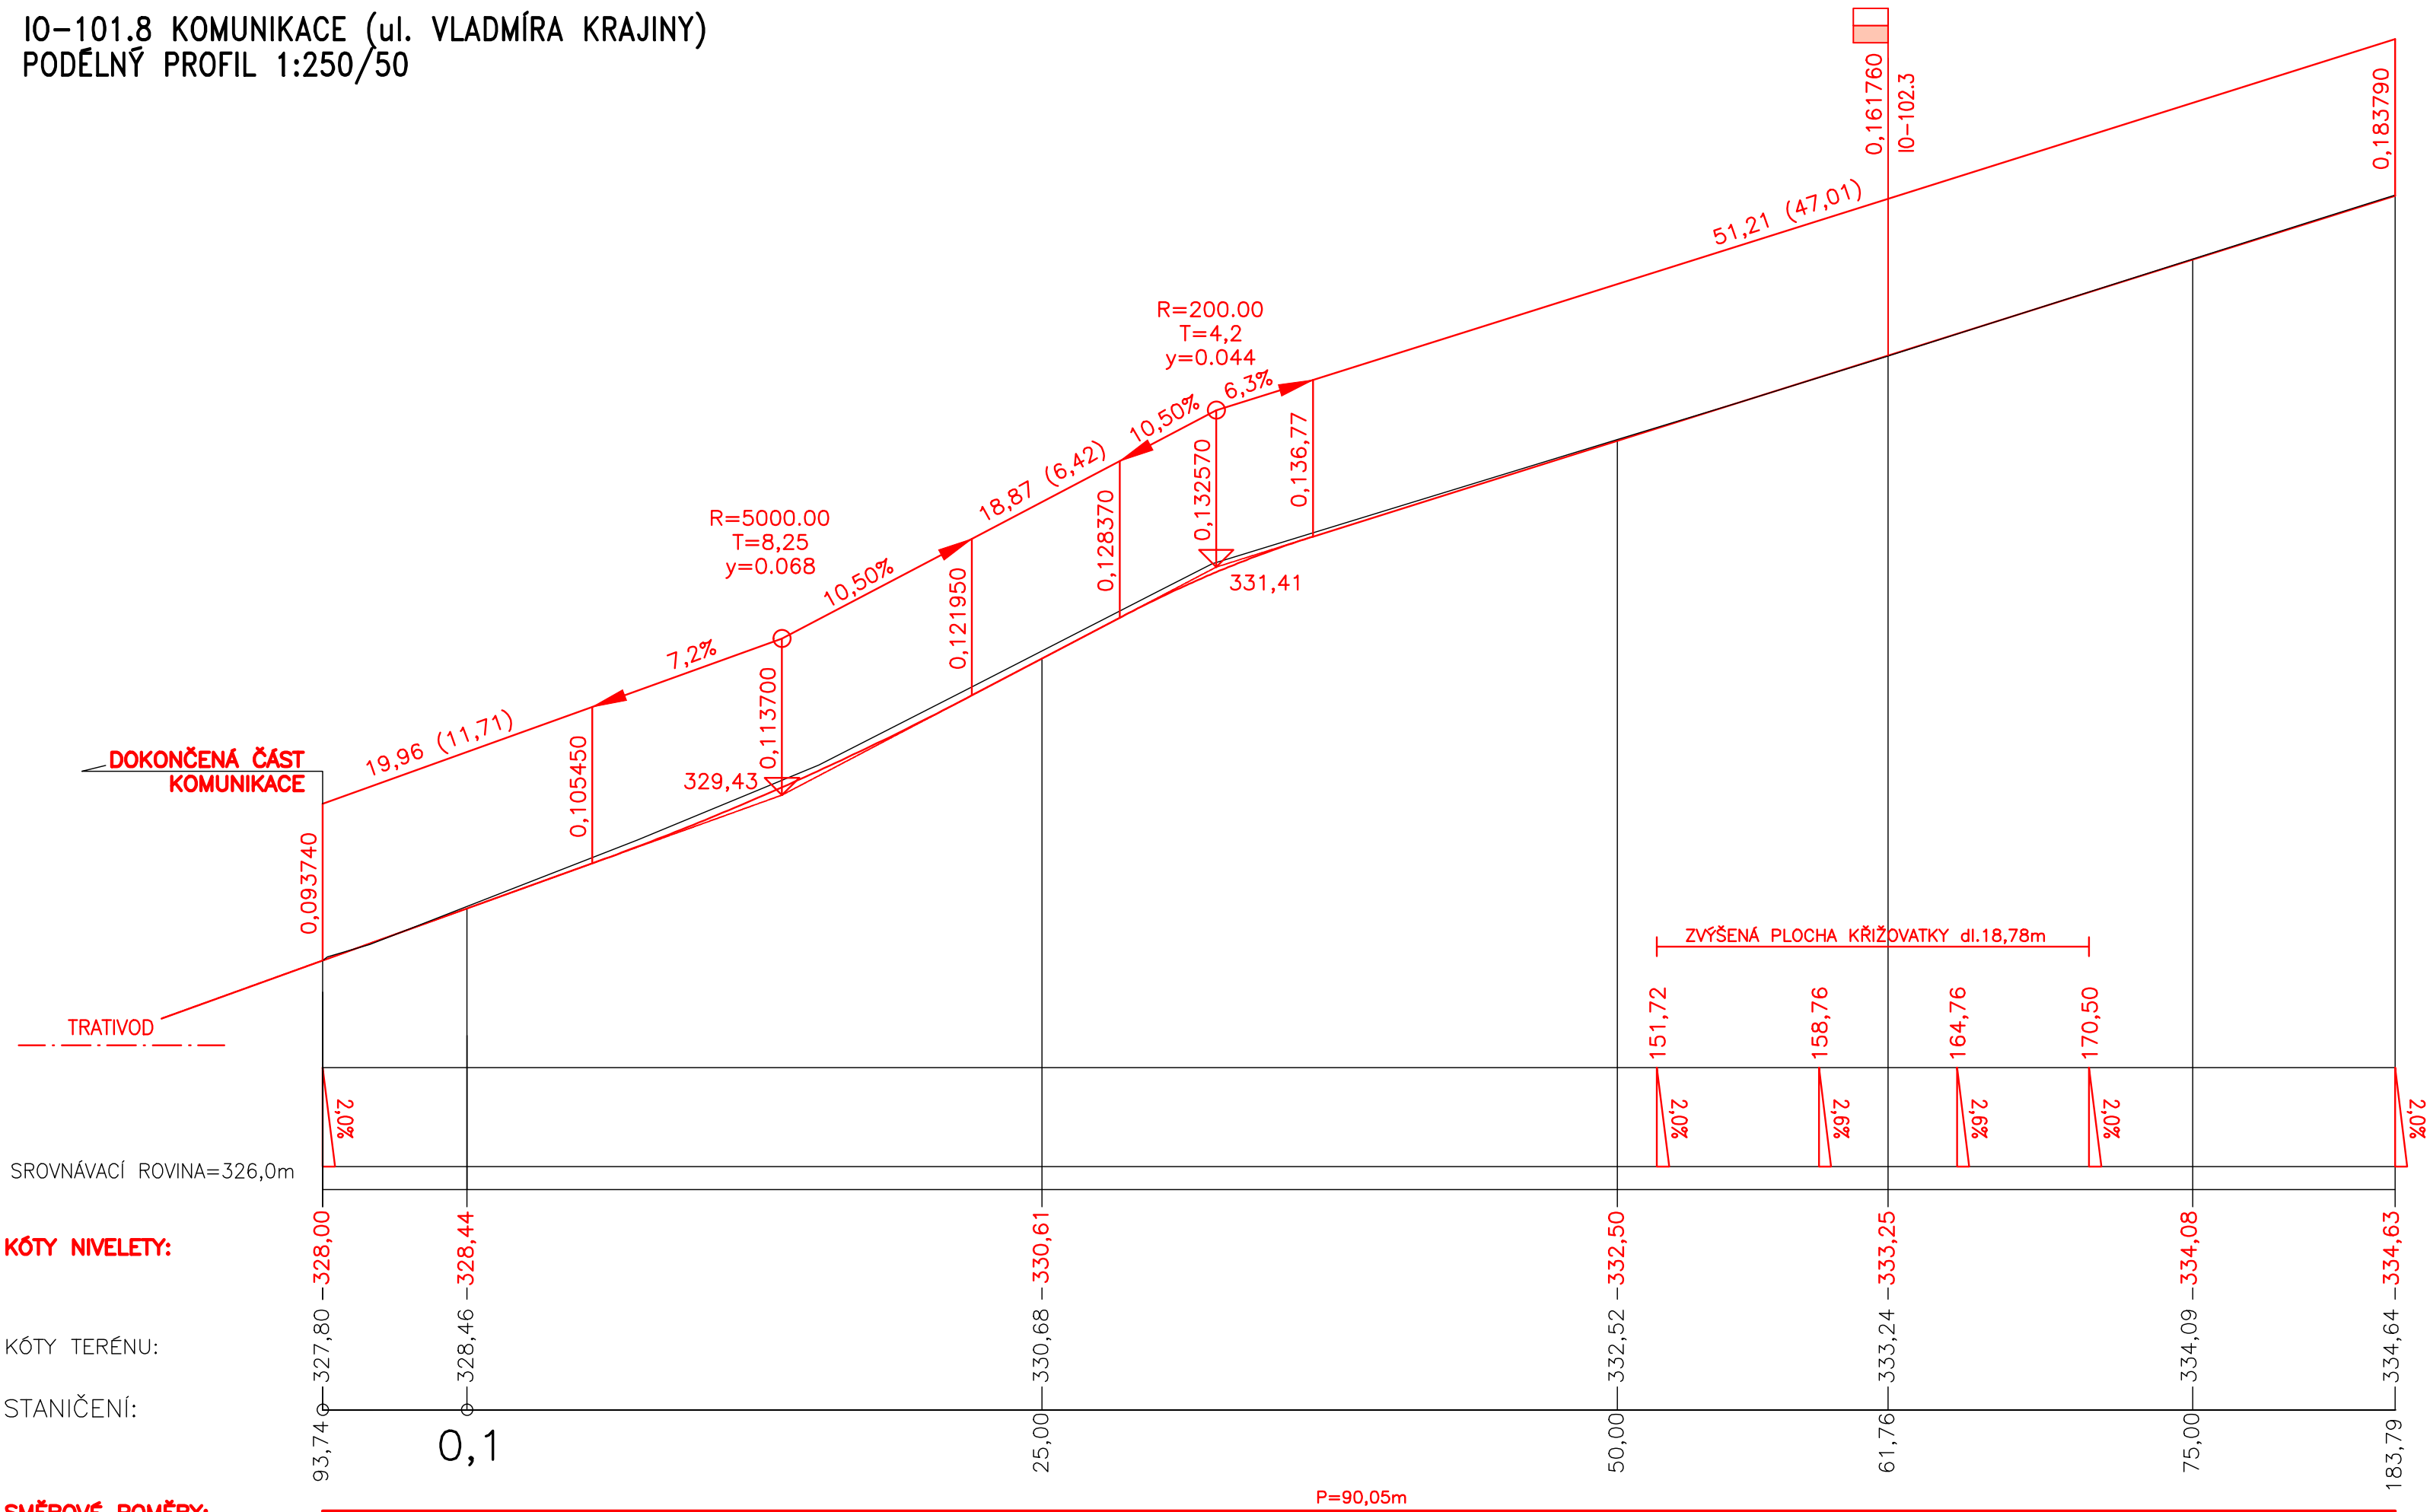 IO-101.8 KOMUNIKACE (ul. VLADMÍRA KRAJINY)
PODÉLNÝ PROFIL 1:250/50
0,161760
IO-102.3
0,183790
51,21 (47,01)
R=200.00
T=4,2
y=0.044
10,50%
6,3%
18,87 (6,42)
0,128370
0,132570
0,136,77
331,41
R=5000.00
T=8,25
y=0.068
7,2%
10,50%
0,121950
0,113700
329,43
19,96 (11,71)
0,105450
DOKONČENÁ ČÁST
KOMUNIKACE
0,093740
TRATIVOD
ZVÝŠENÁ PLOCHA KŘIŽOVATKY dl.18,78m
151,72
158,76
164,76
170,50
2,0%
2,0%
2,6%
2,6%
2,0%
2,0%
SROVNÁVACÍ ROVINA=326,0m
KÓTY NIVELETY:
328,00
328,44
330,61
332,50
333,25
334,08
334,63
KÓTY TERÉNU:
327,80
328,46
330,68
332,52
333,24
334,09
334,64
STANIČENÍ:
93,74
0,1
25,00
50,00
61,76
75,00
183,79
SMĚROVÉ POMĚRY:
P=90,05m